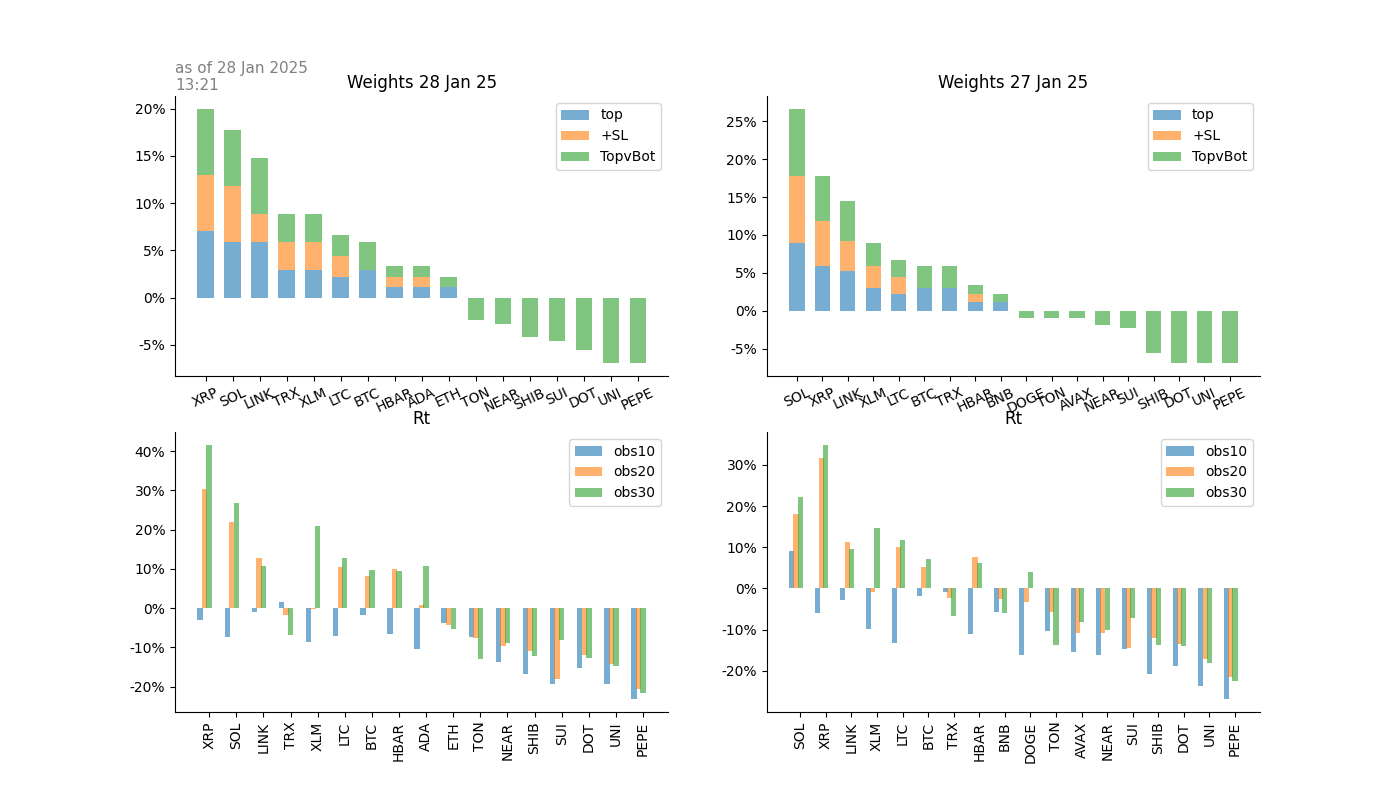 as of 28 Jan 2025
13:21
Weights 28 Jan 25
20%
15%
10%
5%
0%
-5%
top
+SL
TopvBot
XRP SOL LINK TRX XLM LTC BTC HBAR ADA ETH TON NEAR SHIB SUI DOT UNI PEPE
Weights 27 Jan 25
25%
20%
15%
10%
5%
0%
-5%
top
+SL
TopvBot
SOL XRP LINK XLM LTC BTC TRX HBAR BNB DOGE TON AVAX NEAR SUI SHIB DOT UNI PEPE
Rt
40%
30%
20%
10%
0%
-10%
-20%
obs10
obs20
obs30
XRP SOL LINK TRX XLM LTC BTC HBAR ADA ETH TON NEAR SHIB SUI DOT UNI PEPE
Rt
30%
20%
10%
0%
-10%
-20%
obs10
obs20
obs30
SOL XRP LINK XLM LTC BTC TRX HBAR BNB DOGE TON AVAX NEAR SUI SHIB DOT UNI PEPE